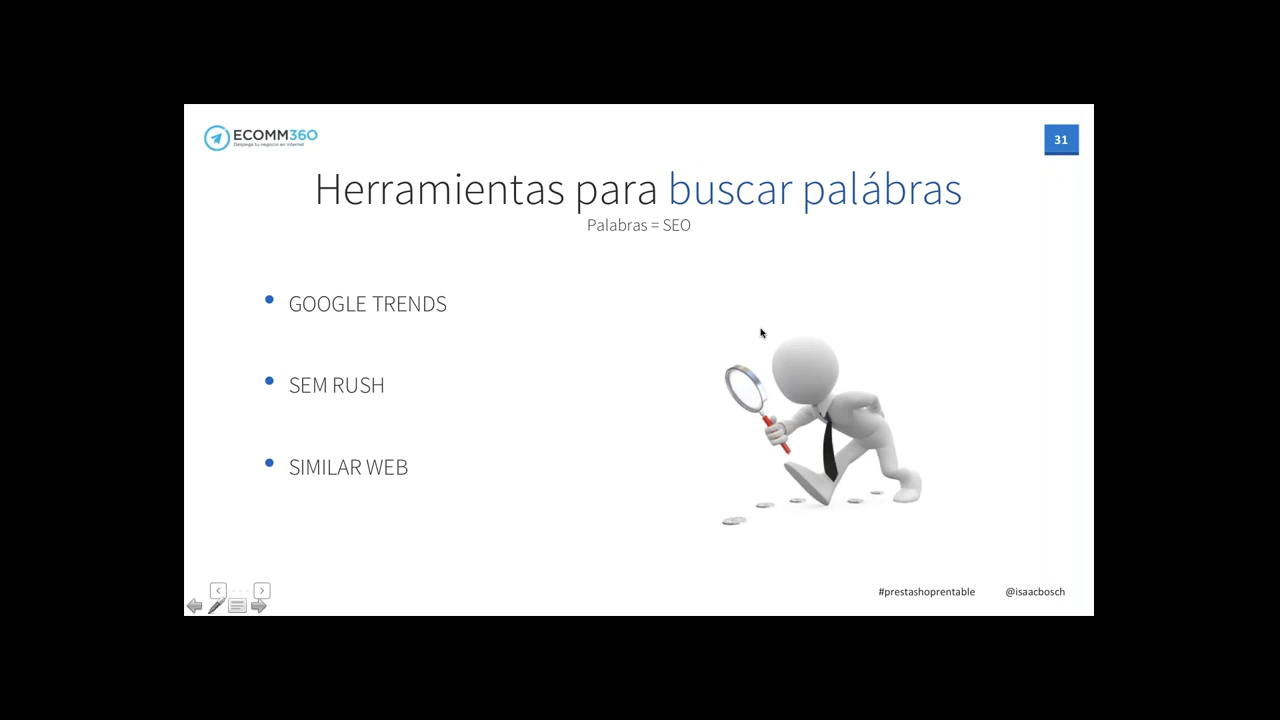 ECOMM360
Despega tu negocio en internet
31
Herramientas para buscar palábras
Palabras = SEO
GOOGLE TRENDS
SEM RUSH
SIMILAR WEB
#prestashoprentable
@isaacbosch